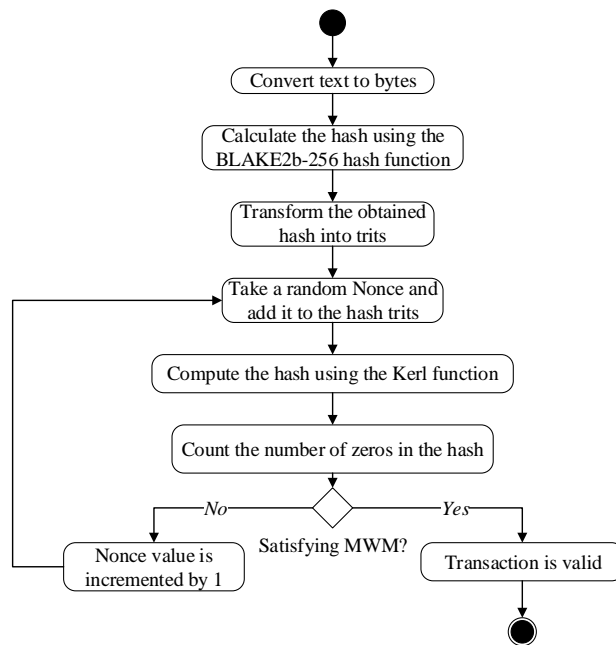 Convert text to bytes
Calculate the hash using the
BLAKE2b-256 hash function
Transform the obtained
hash into trits
Take a random Nonce and
add it to the hash trits
Compute the hash using the Kerl function
Count the number of zeros in the hash
No
Yes
Satisfying MWM?
Nonce value is
incremented by 1
Transaction is valid